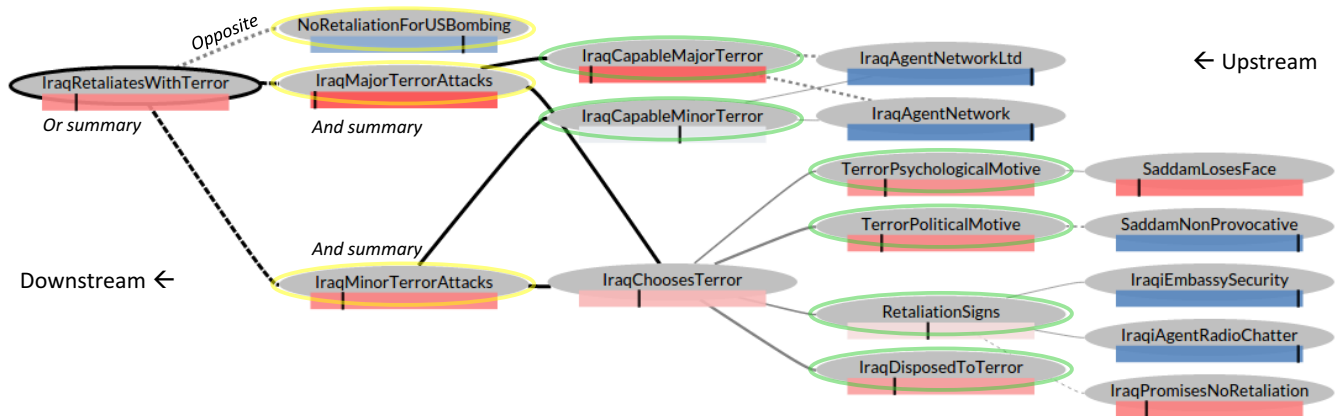 Opposite
NoRetaliationForUSBombing
IraqRetaliatesWithTerror
Or summary
IraqMajorTerrorAttacks
And summary
IraqCapableMajorTerror
IraqCapableMinorTerror
IraqAgentNetworkLtd
IraqAgentNetwork
← Upstream
TerrorPsychologicalMotive
SaddamLosesFace
TerrorPoliticalMotive
SaddamNonProvocative
And summary
Downstream ←
IraqMinorTerrorAttacks
IraqChoosesTerror
RetaliationSigns
IraqiEmbassySecurity
IraqiAgentRadioChatter
IraqDisposedToTerror
IraqPromisesNoRetaliation